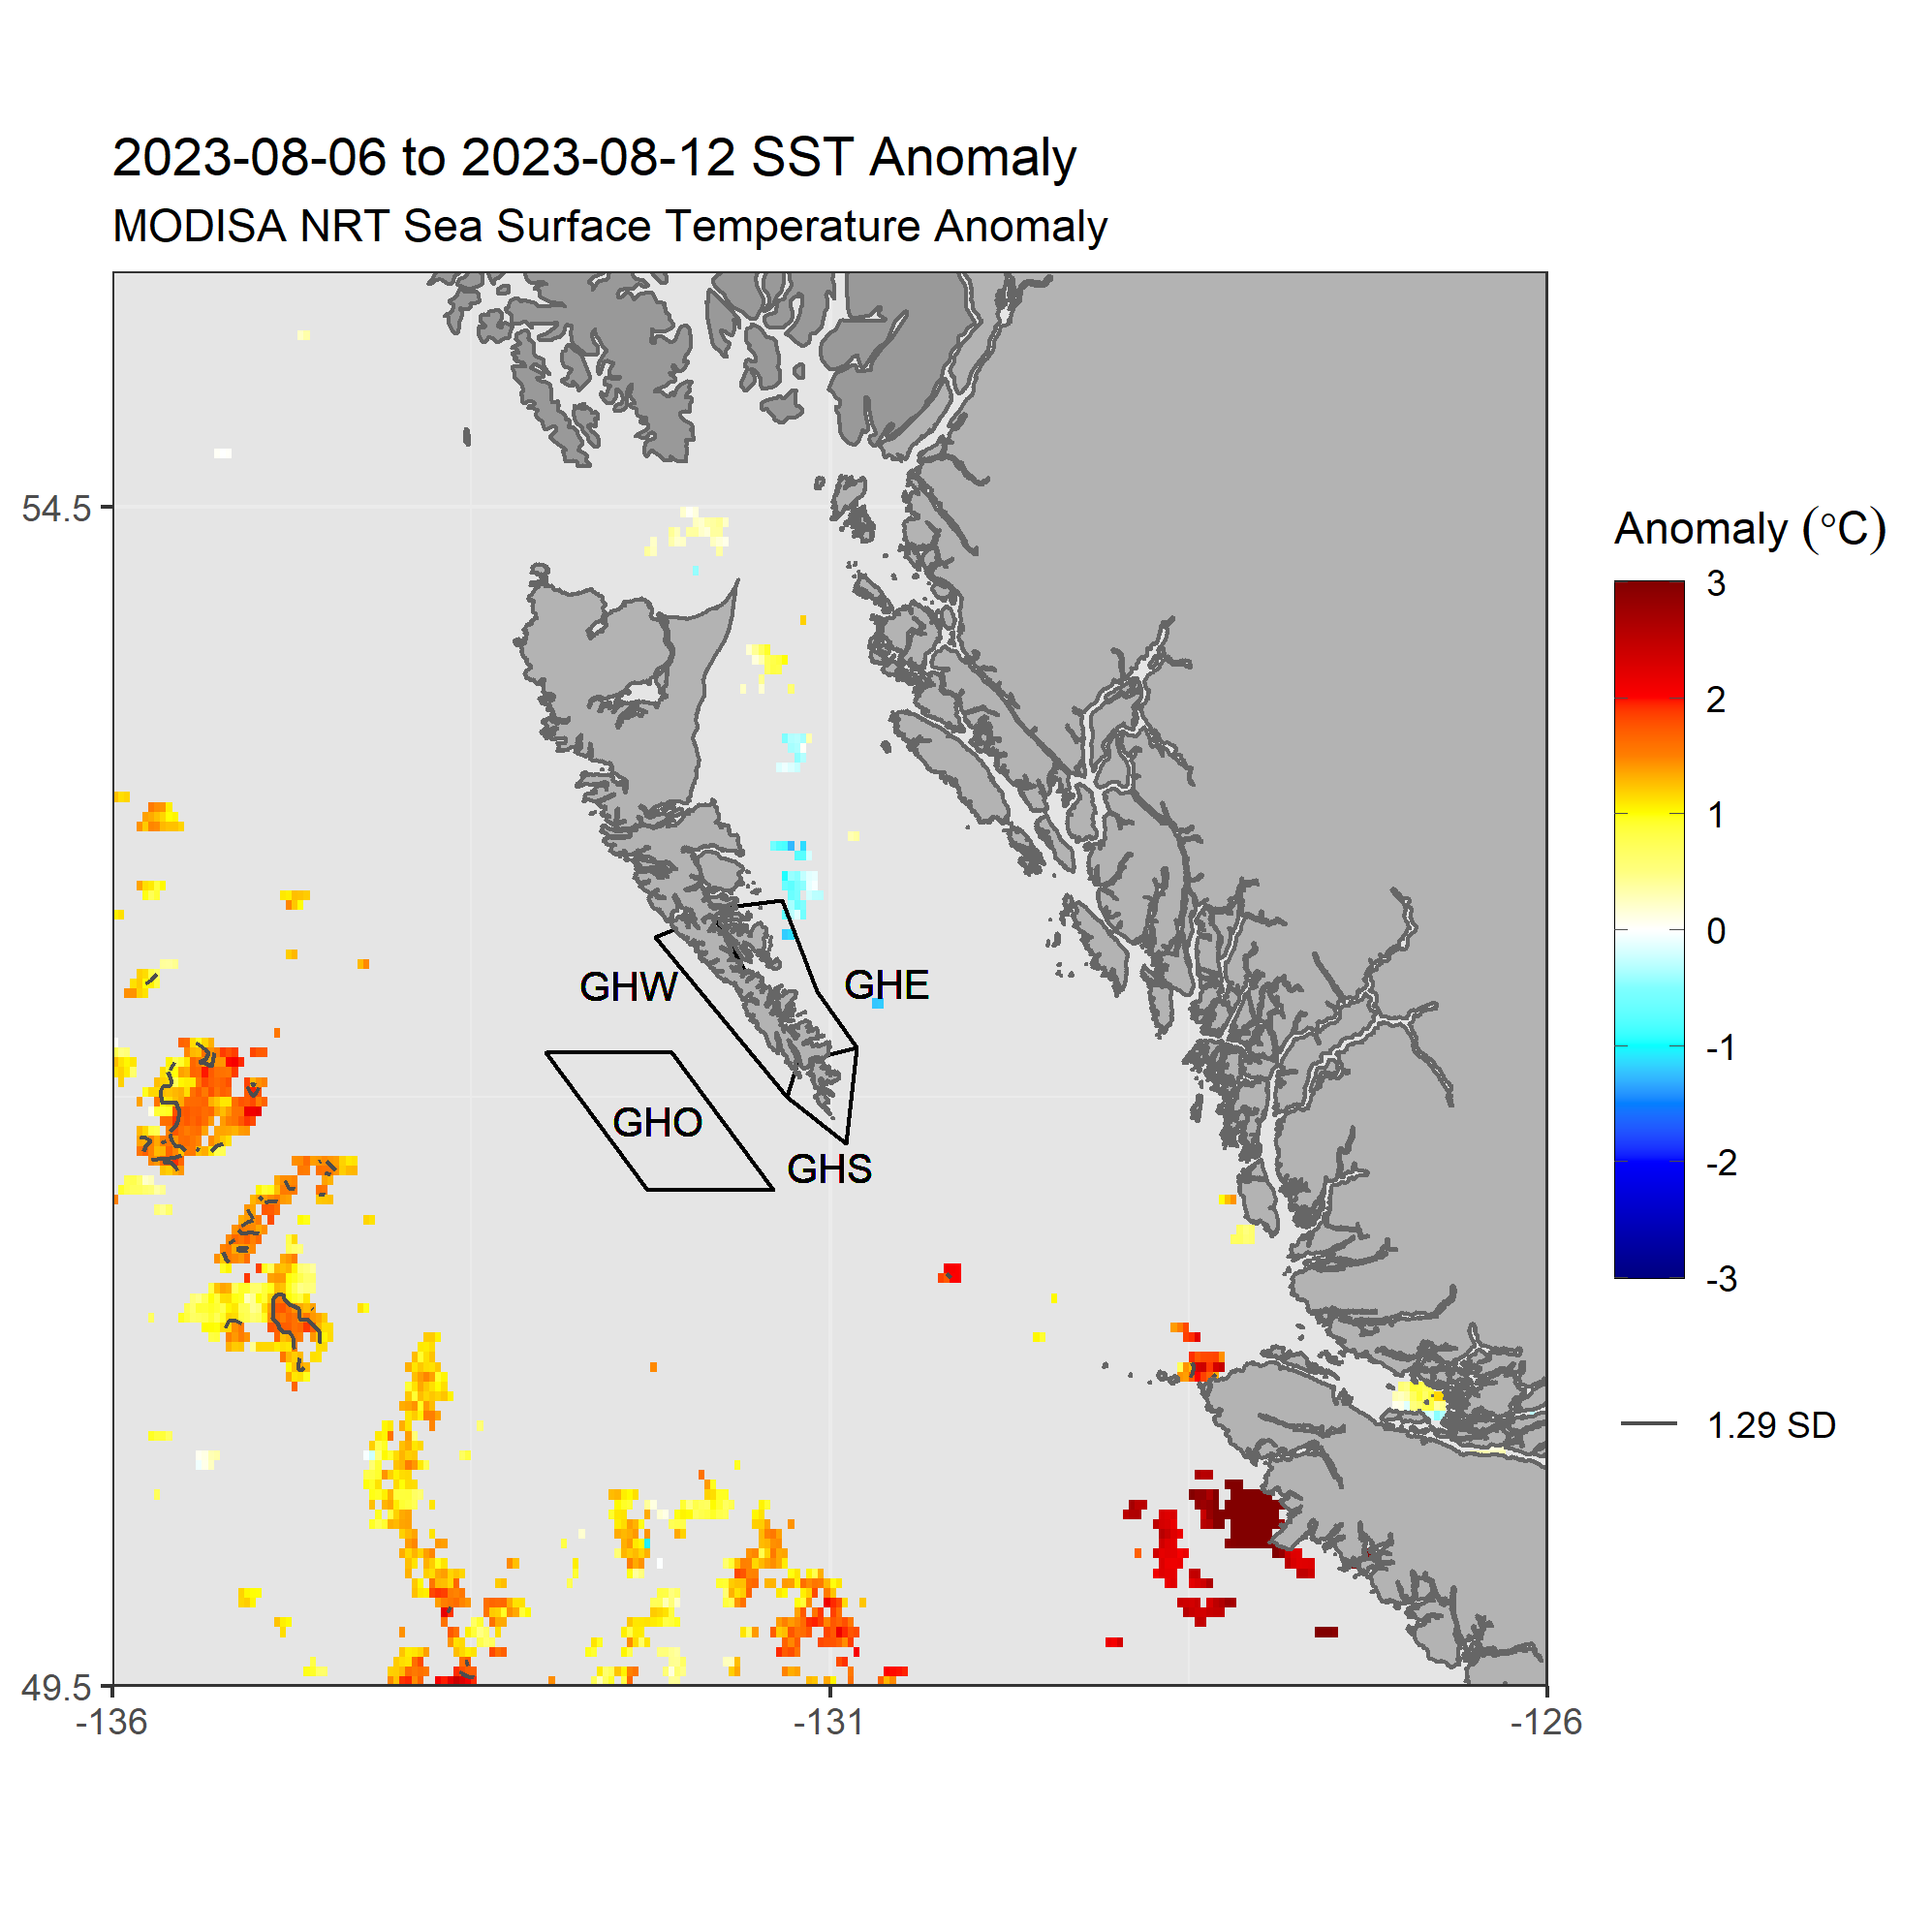 2023-08-06 to 2023-08-12 SST Anomaly
MODISA NRT Sea Surface Temperature Anomaly
54.5
49.5
-136
-131
-126
GHW
GHE
GHO
GHS
Anomaly (°C)
3
2
1
0
-1
-2
-3
1.29 SD